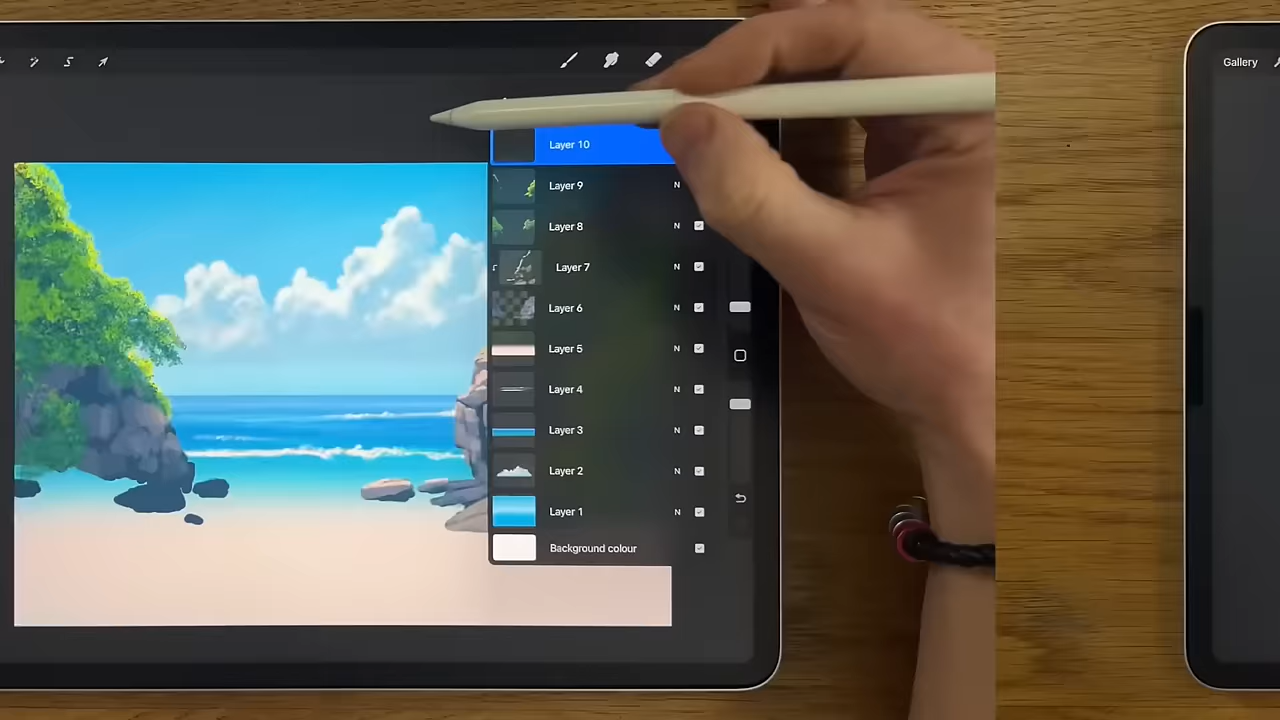 Gallery
Layer 10
Layer 9 N
Layer 8 N
Layer 7 N
Layer 6 N
Layer 5 N
Layer 4 N
Layer 3 N
Layer 2 N
Layer 1 N
Background colour